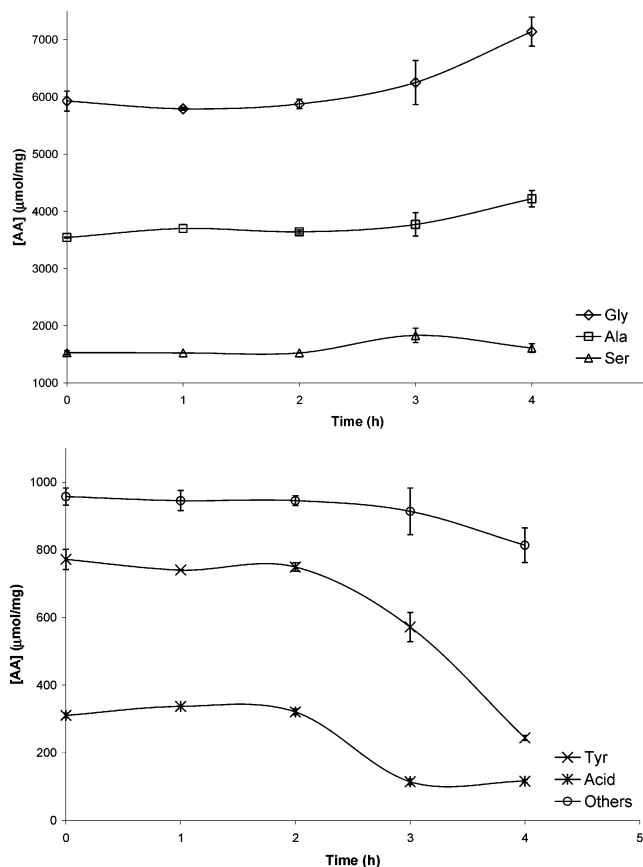 7000
6000
5000
4000
3000
2000
1000
[AA] (µmol/mg)
0 1 2 3 4
Time (h)
Gly
Ala
Ser
1000
800
600
400
200
0
[AA] (µmol/mg)
0 1 2 3 4 5
Time (h)
Tyr
Acid
Others